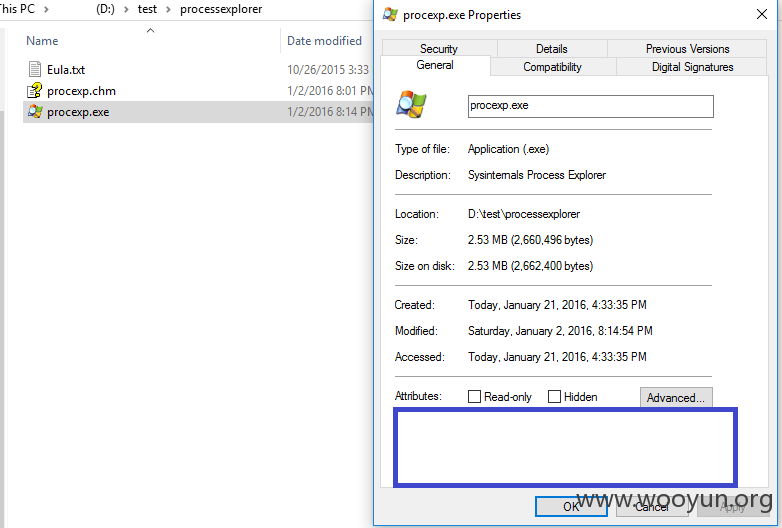 his PC > (D:) > test > processexplorer
Name Date modified
Eula.txt 10/26/2015 3:33
procexp.chm 1/2/2016 8:01 PM
procexp.exe 1/2/2016 8:14 PM
procexp.exe Properties
Security Details Previous Versions
General Compatibility Digital Signatures
procexp.exe
Type of file: Application (.exe)
Description: Sysinternals Process Explorer
Location: D:\test\processexplorer
Size: 2.53 MB (2,660,496 bytes)
Size on disk: 2.53 MB (2,662,400 bytes)
Created: Today, January 21, 2016, 4:33:35 PM
Modified: Saturday, January 2, 2016, 8:14:54 PM
Accessed: Today, January 21, 2016, 4:33:35 PM
Attributes: Read-only Hidden Advanced...
OK Cancel Apply
www.wooyun.org